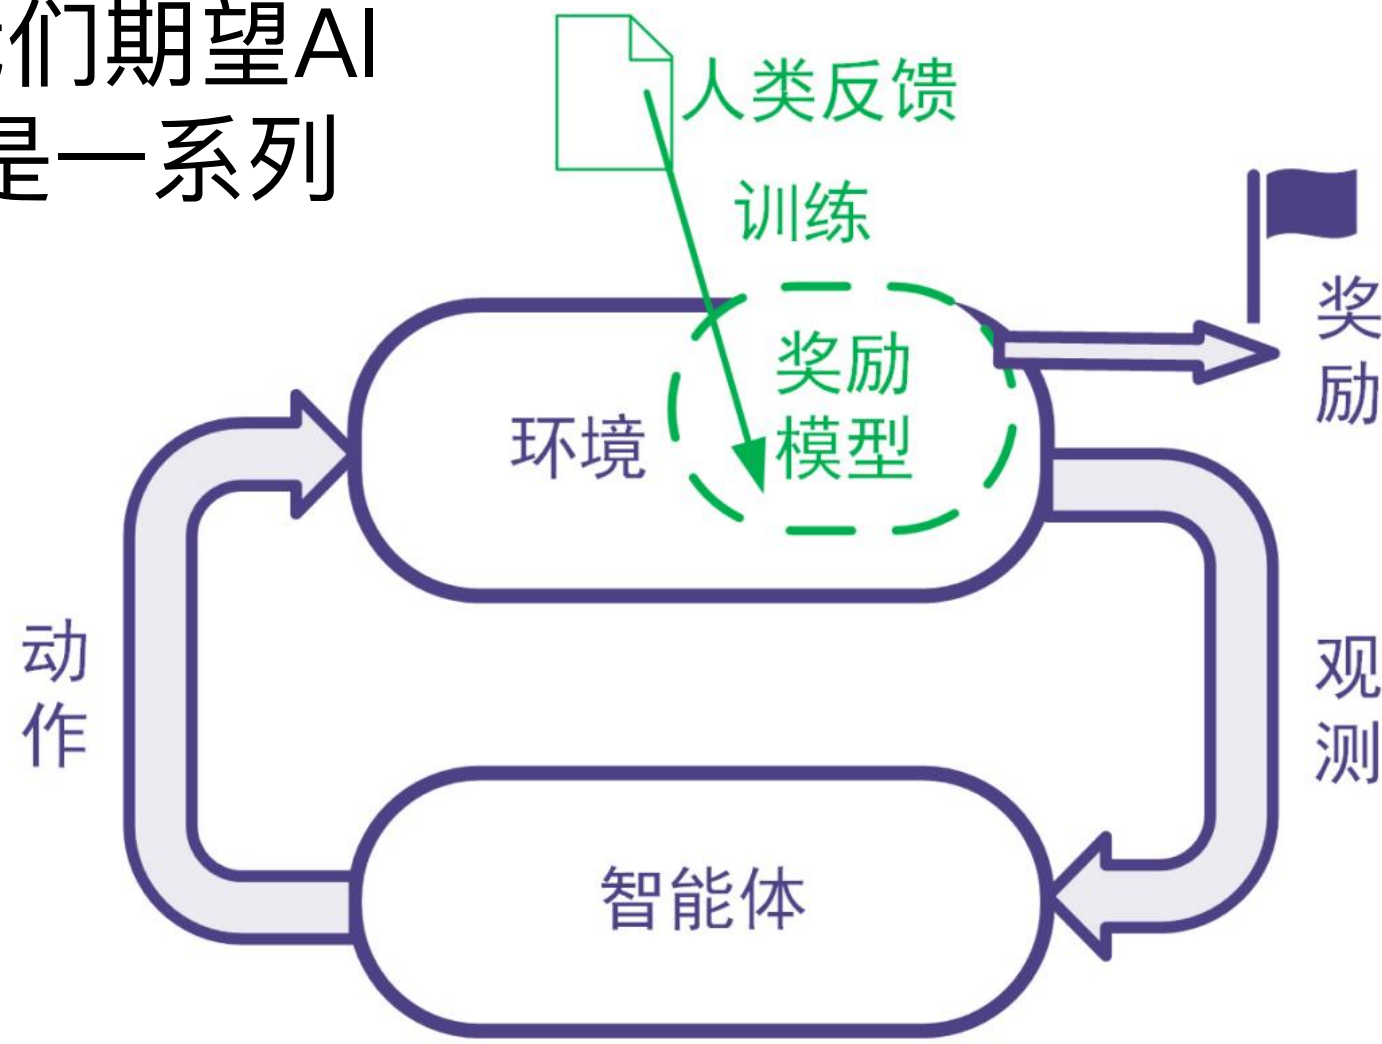 们期望AI
是一系列
人类反馈
训练
奖励
模型
环境
奖
励
动
作
观
测
智能体